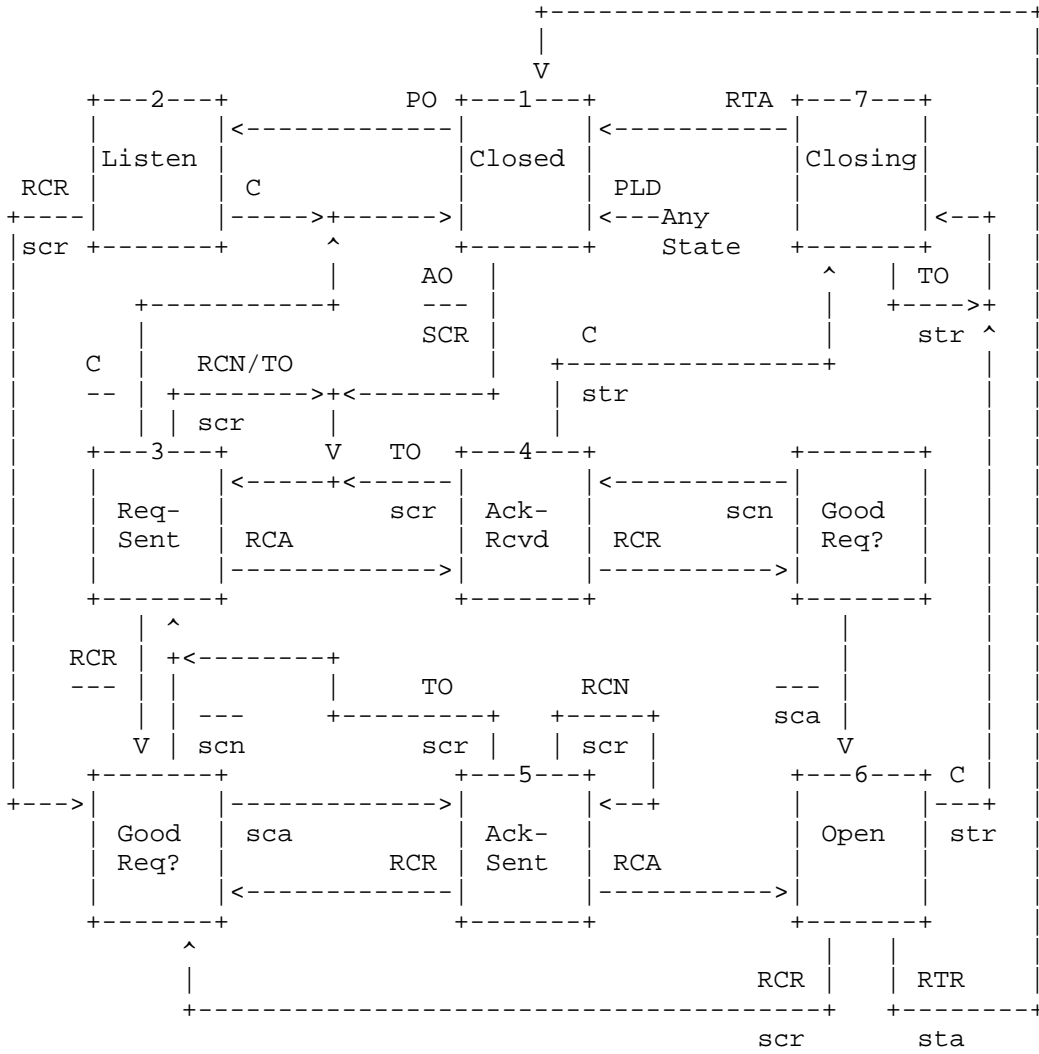 2 PO 1 RTA 7
Listen Closed Closing
RCR C PLD
Any
scr State
AO TO
---
SCR C str
C RCN/TO
-- str
scr
3 V TO 4
Req- scr Ack- scn Good
Sent RCA Rcvd RCR Req?
RCR
--- TO RCN ---
--- sca
V scn scr scr V
5 6 C
Good sca Ack- Open str
Req? RCR Sent RCA
RCR RTR
scr sta
V